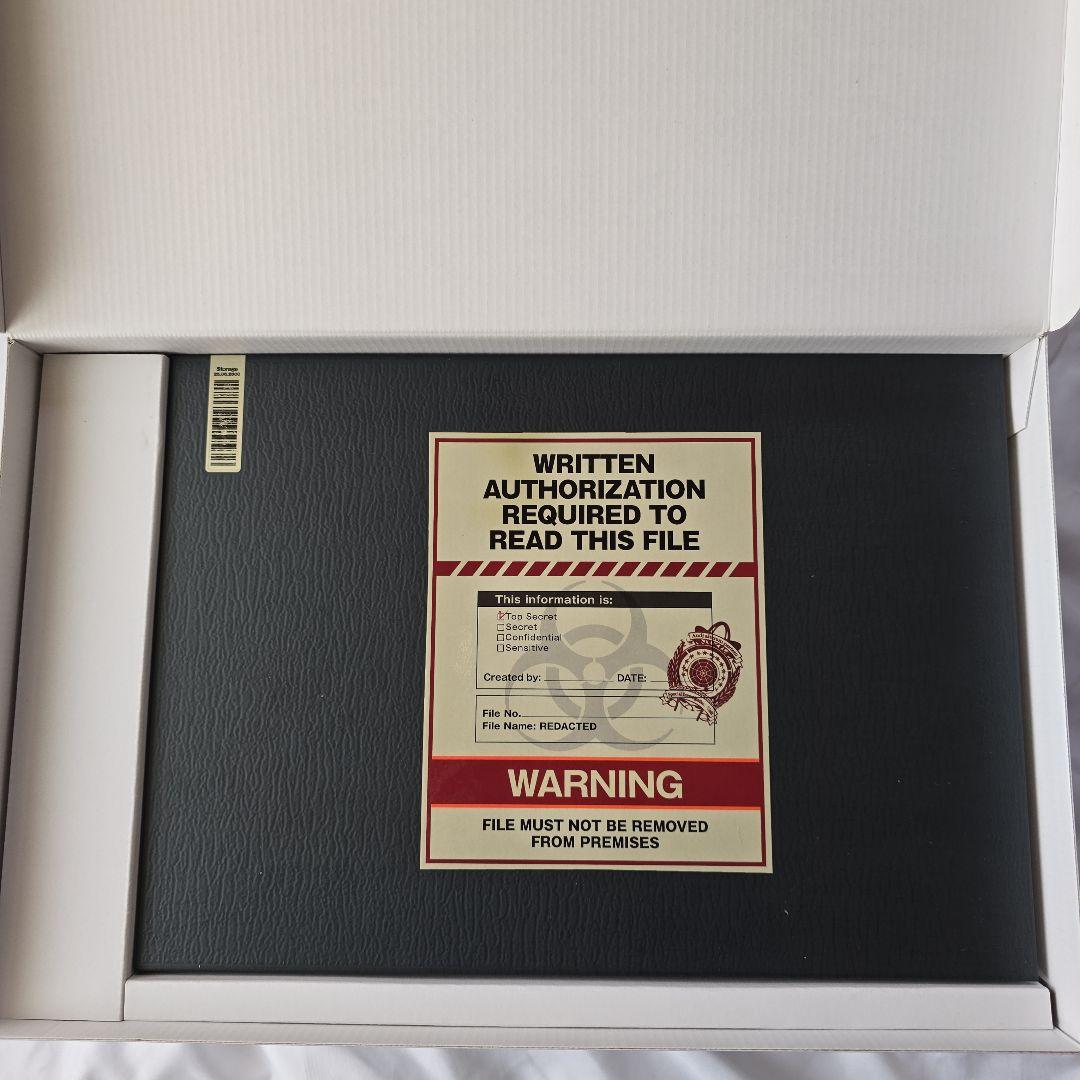 Storage
WRITTEN
AUTHORIZATION
REQUIRED TO
READ THIS FILE
This information is:
Top Secret
Secret
Confidential
Sensitive
Created by:
DATE:
File No.
File Name: REDACTED
WARNING
FILE MUST NOT BE REMOVED
FROM PREMISES